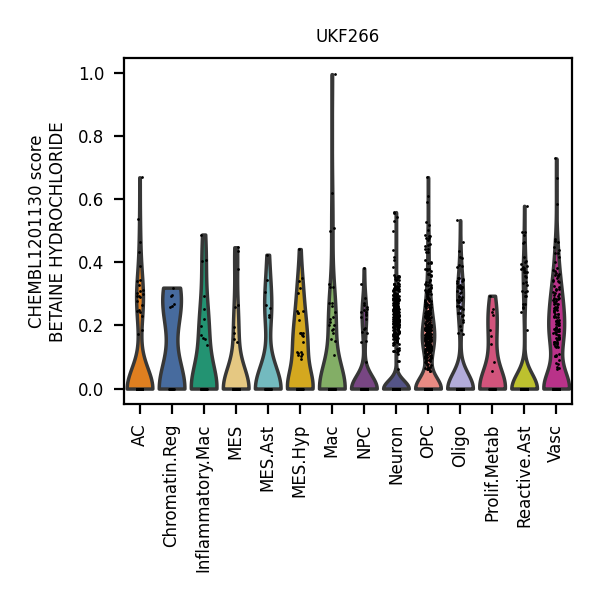 UKF266
CHEMBL1201130 score
BETAINE HYDROCHLORIDE
1.0
0.8
0.6
0.4
0.2
0.0
AC
Chromatin.Reg
Inflammatory.Mac
MES
MES.Ast
MES.Hyp
Mac
NPC
Neuron
OPC
Oligo
Prolif.Metab
Reactive.Ast
Vasc